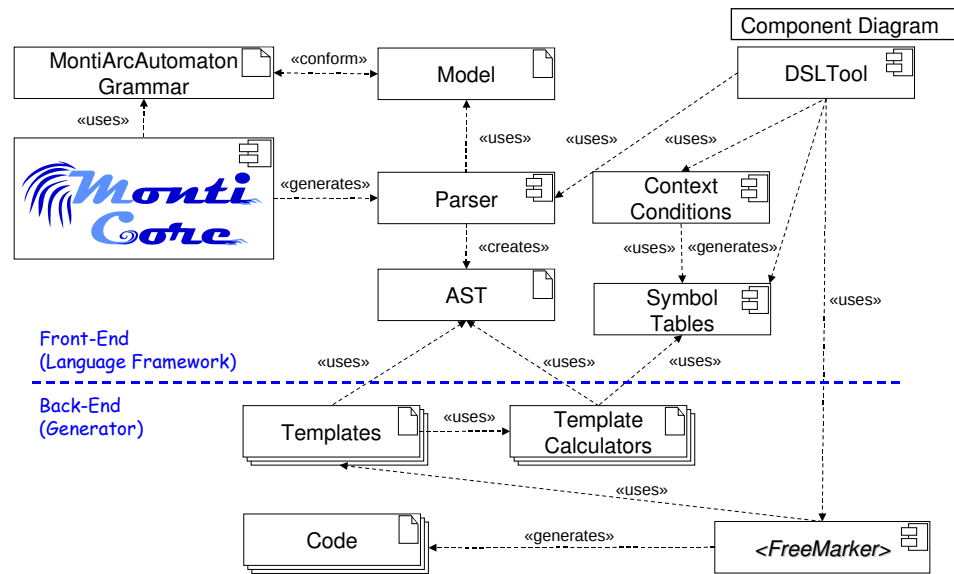 Component Diagram
MontiArcAutomaton
Grammar
«conform»
Model
DSLTool
«uses»
«uses»
«uses»
«uses»
Monti
Core
«generates»
Parser
Context
Conditions
«creates»
«uses»
«generates»
AST
Symbol
Tables
«uses»
Front-End
(Language Framework)
«uses»
«uses»
«uses»
Back-End
(Generator)
Templates
«uses»
Template
Calculators
«uses»
Code
«generates»
<FreeMarker>